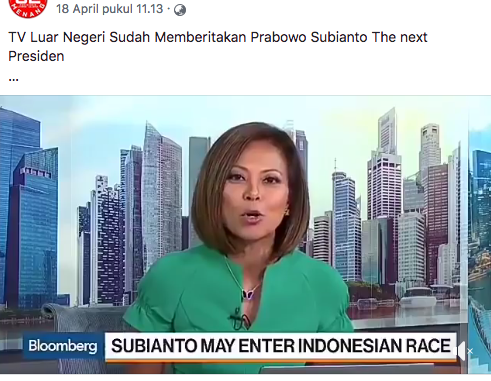 MENANG
18 April pukul 11.13 ·
TV Luar Negeri Sudah Memberitakan Prabowo Subianto The next
Presiden
...
Bloomberg
SUBIANTO MAY ENTER INDONESIAN RACE